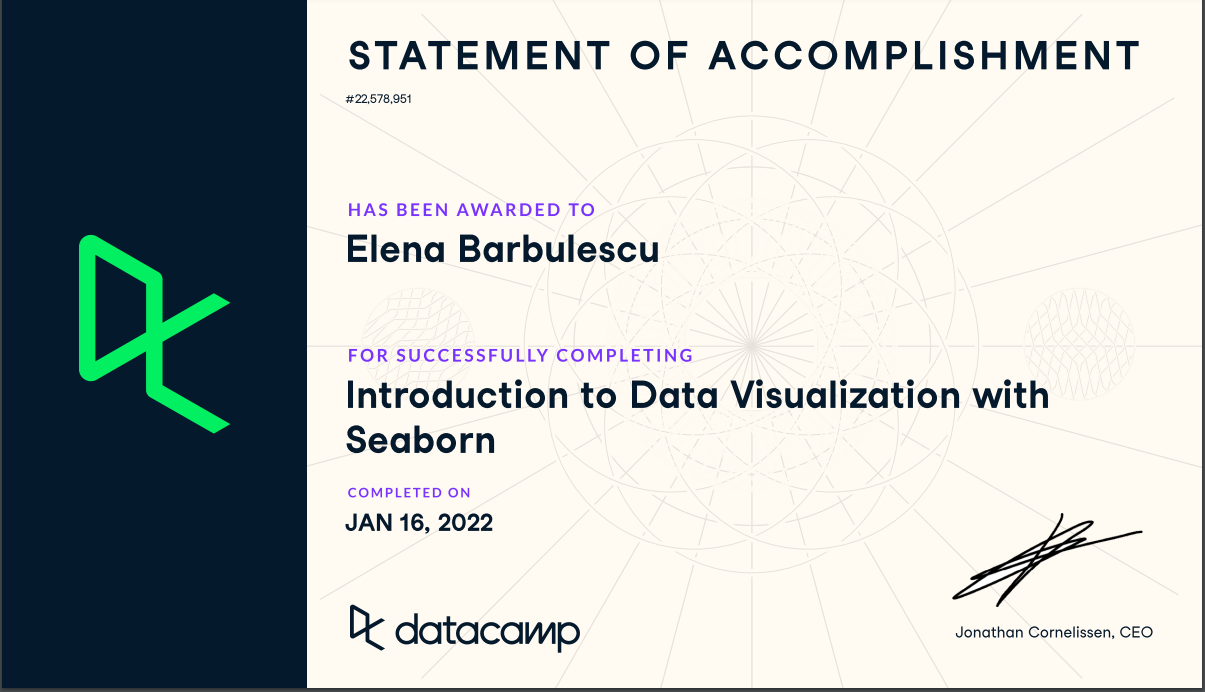 STATEMENT OF ACCOMPLISHMENT
#22,578,951
HAS BEEN AWARDED TO
Elena Barbulescu
FOR SUCCESSFULLY COMPLETING
Introduction to Data Visualization with
Seaborn
COMPLETED ON
JAN 16, 2022
datacamp
Jonathan Cornelissen, CEO